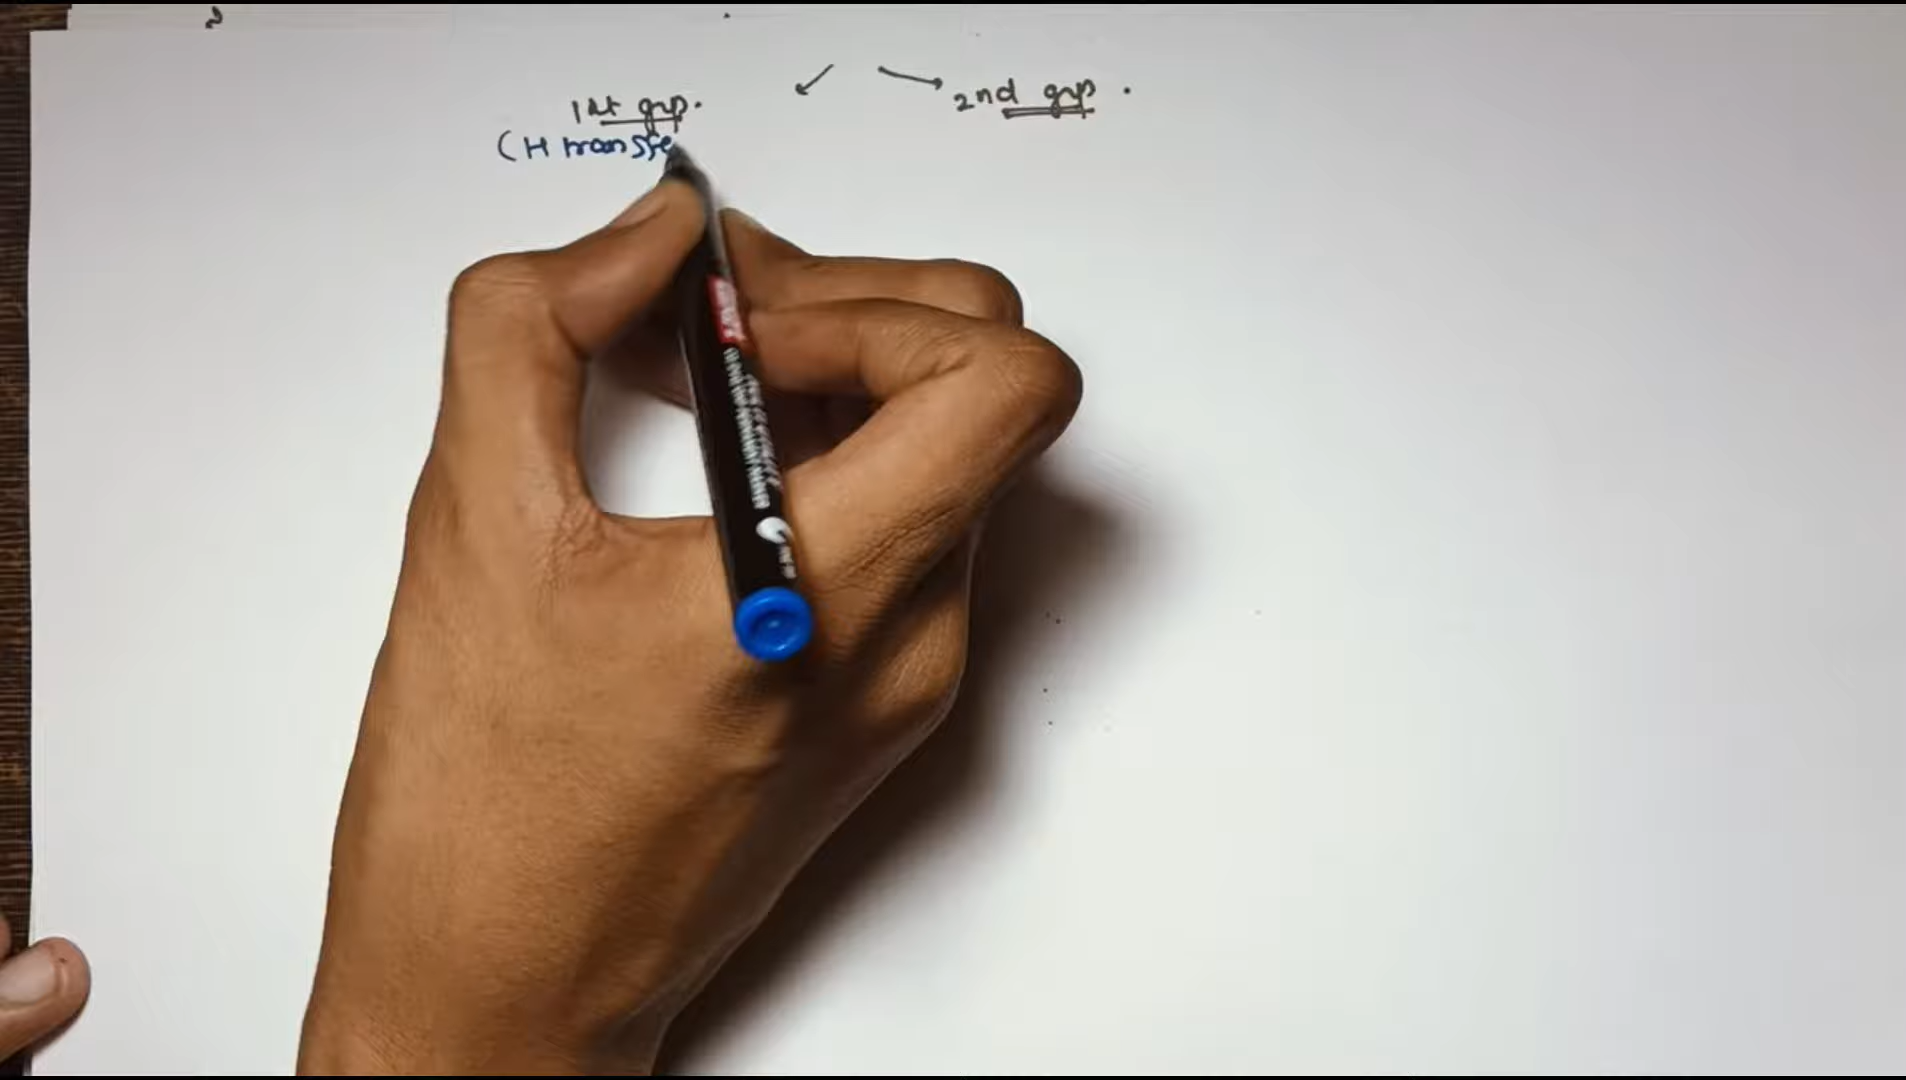 1st grp.
2nd grp.
(H transfe